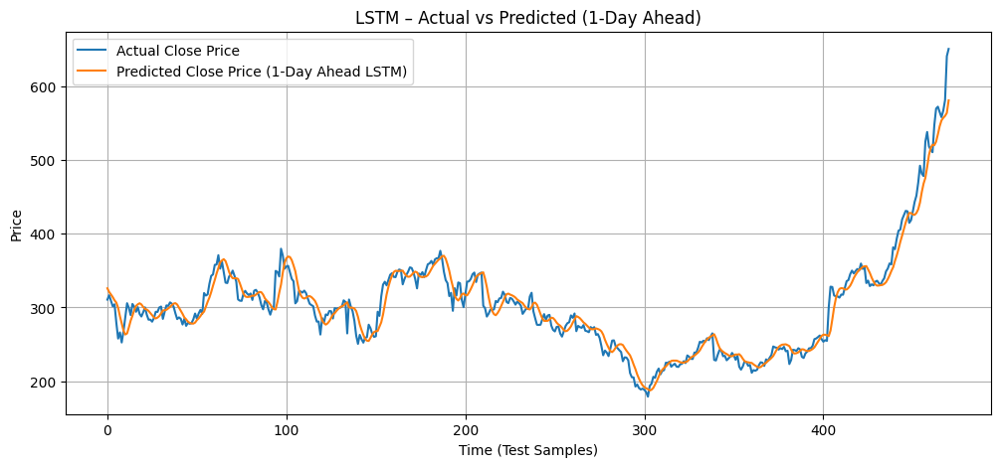 LSTM – Actual vs Predicted (1-Day Ahead)
Actual Close Price
Predicted Close Price (1-Day Ahead LSTM)
Price
600
500
400
300
200
0 100 200 300 400
Time (Test Samples)